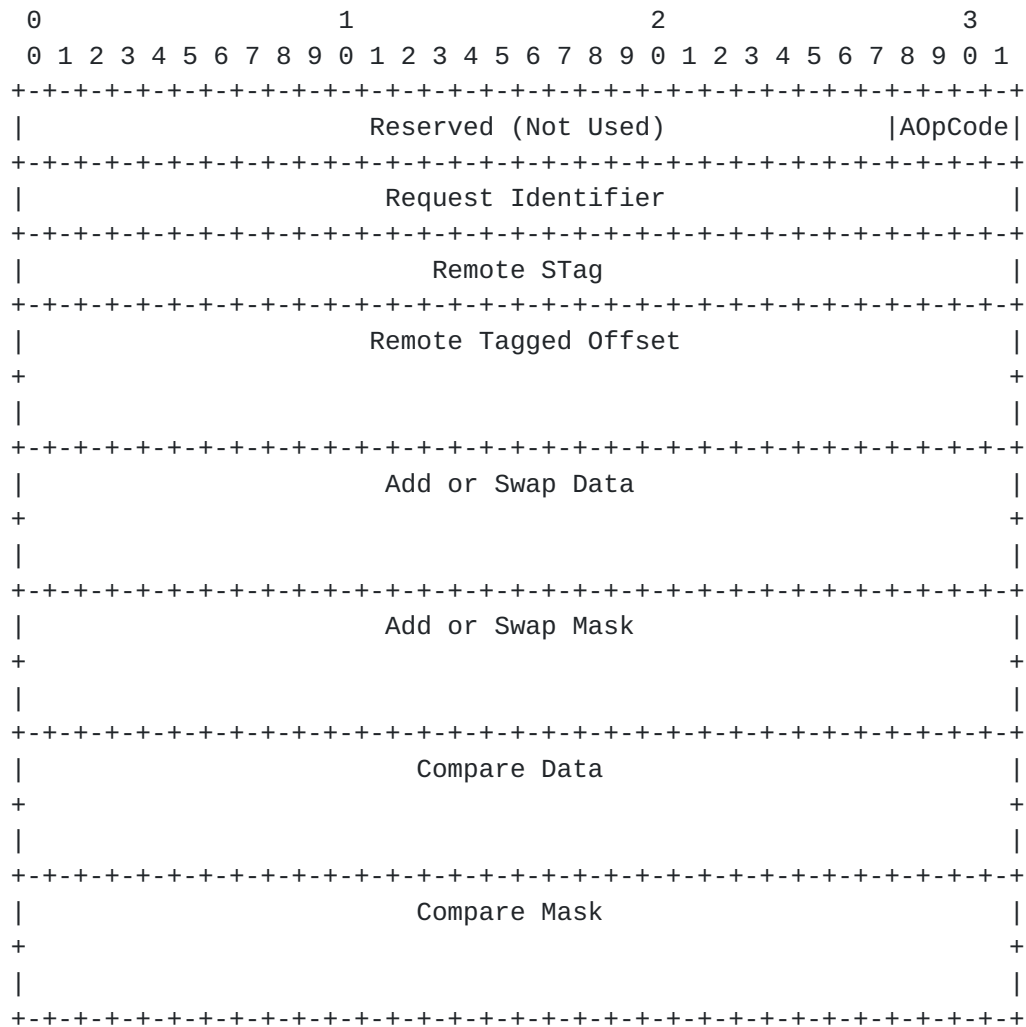 0                   1                   2                   3
 0 1 2 3 4 5 6 7 8 9 0 1 2 3 4 5 6 7 8 9 0 1 2 3 4 5 6 7 8 9 0 1
+-+-+-+-+-+-+-+-+-+-+-+-+-+-+-+-+-+-+-+-+-+-+-+-+-+-+-+-+-+-+-+-+
|                      Reserved (Not Used)              |AOpCode|
+-+-+-+-+-+-+-+-+-+-+-+-+-+-+-+-+-+-+-+-+-+-+-+-+-+-+-+-+-+-+-+-+
|                       Request Identifier                      |
+-+-+-+-+-+-+-+-+-+-+-+-+-+-+-+-+-+-+-+-+-+-+-+-+-+-+-+-+-+-+-+-+
|                          Remote STag                          |
+-+-+-+-+-+-+-+-+-+-+-+-+-+-+-+-+-+-+-+-+-+-+-+-+-+-+-+-+-+-+-+-+
|                      Remote Tagged Offset                     |
+                                                               +
|                                                               |
+-+-+-+-+-+-+-+-+-+-+-+-+-+-+-+-+-+-+-+-+-+-+-+-+-+-+-+-+-+-+-+-+
|                       Add or Swap Data                        |
+                                                               +
|                                                               |
+-+-+-+-+-+-+-+-+-+-+-+-+-+-+-+-+-+-+-+-+-+-+-+-+-+-+-+-+-+-+-+-+
|                       Add or Swap Mask                        |
+                                                               +
|                                                               |
+-+-+-+-+-+-+-+-+-+-+-+-+-+-+-+-+-+-+-+-+-+-+-+-+-+-+-+-+-+-+-+-+
|                         Compare Data                          |
+                                                               +
|                                                               |
+-+-+-+-+-+-+-+-+-+-+-+-+-+-+-+-+-+-+-+-+-+-+-+-+-+-+-+-+-+-+-+-+
|                         Compare Mask                          |
+                                                               +
|                                                               |
+-+-+-+-+-+-+-+-+-+-+-+-+-+-+-+-+-+-+-+-+-+-+-+-+-+-+-+-+-+-+-+-+